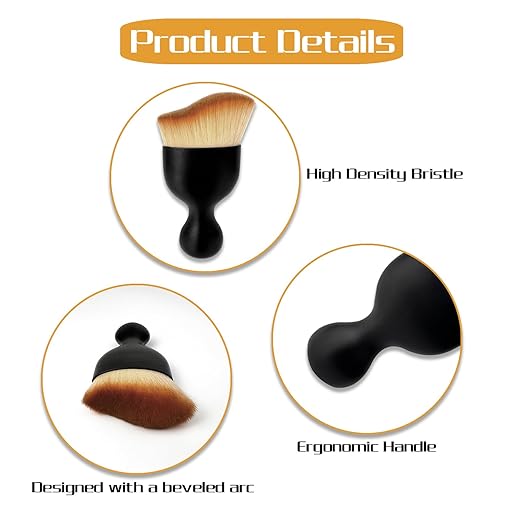 Product Details
High Density Bristle
Ergonomic Handle
Designed with a beveled arc